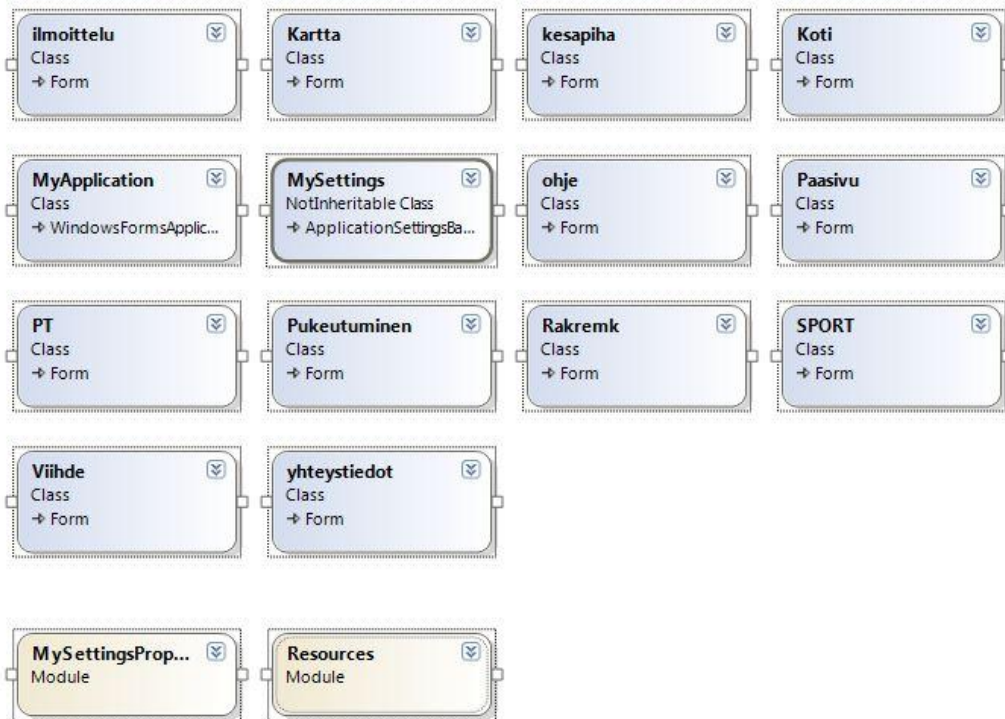 ilmoittelu
Class
Form
Kartta
Class
Form
kesapiha
Class
Form
Koti
Class
Form
MyApplication
Class
WindowsFormsApplic...
MySettings
NotInheritable Class
ApplicationSettingsBa...
ohje
Class
Form
Paasivu
Class
Form
PT
Class
Form
Pukeutuminen
Class
Form
Rakremk
Class
Form
SPORT
Class
Form
Viihde
Class
Form
yhteystiedot
Class
Form
MySettingsProp...
Module
Resources
Module